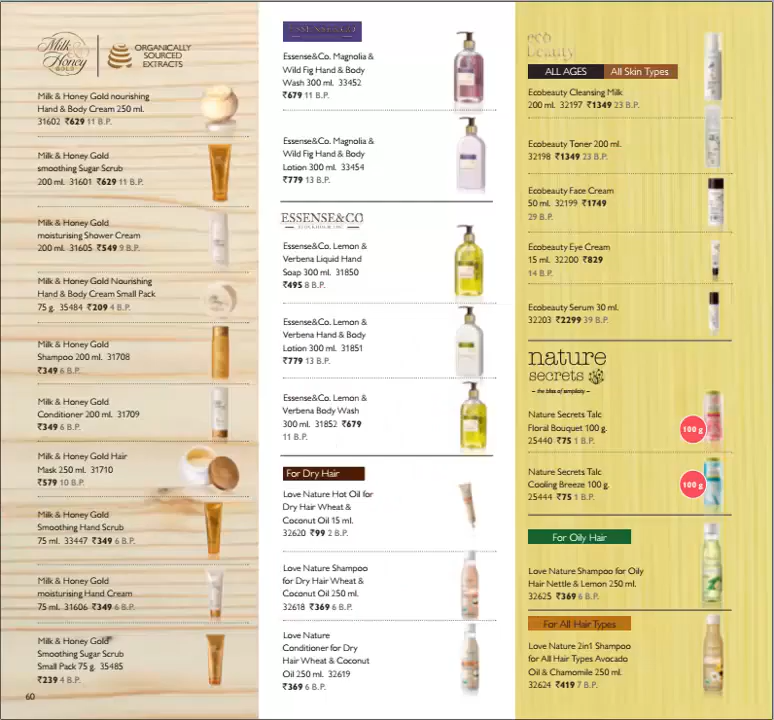 Milk & Honey
GOLD
ORGANICALLY
SOURCED
EXTRACTS
Milk & Honey Gold nourishing
Hand & Body Cream 250 ml.
31602 ₹629 11 B.P.
Milk & Honey Gold
smoothing Sugar Scrub
200 ml. 31601 ₹629 11 B.P.
Milk & Honey Gold
moisturising Shower Cream
200 ml. 31605 ₹549 9 B.P.
Milk & Honey Gold Nourishing
Hand & Body Cream Small Pack
75 g. 35484 ₹209 4 B.P.
Milk & Honey Gold
Shampoo 200 ml. 31708
₹349 6 B.P.
Milk & Honey Gold
Conditioner 200 ml. 31709
₹349 6 B.P.
Milk & Honey Gold Hair
Mask 250 ml. 31710
₹579 10 B.P.
Milk & Honey Gold
Smoothing Hand Scrub
75 ml. 33447 ₹349 6 B.P.
Milk & Honey Gold
moisturising Hand Cream
75 ml. 31606 ₹349 6 B.P.
Milk & Honey Gold
Smoothing Sugar Scrub
Small Pack 75 g. 35485
₹239 4 B.P.
60
ESSENSE&CO
Essense&Co. Magnolia &
Wild Fig Hand & Body
Wash 300 ml. 33452
₹679 11 B.P.
Essense&Co. Magnolia &
Wild Fig Hand & Body
Lotion 300 ml. 33454
₹779 13 B.P.
ESSENSE&CO
STOCKHOLM INC
Essense&Co. Lemon &
Verbena Liquid Hand
Soap 300 ml. 31850
₹495 8 B.P.
Essense&Co. Lemon &
Verbena Hand & Body
Lotion 300 ml. 31851
₹779 13 B.P.
Essense&Co. Lemon &
Verbena Body Wash
300 ml. 31852 ₹679
11 B.P.
For Dry Hair
Love Nature Hot Oil for
Dry Hair Wheat &
Coconut Oil 15 ml.
32620 ₹99 2 B.P.
Love Nature Shampoo
for Dry Hair Wheat &
Coconut Oil 250 ml.
32618 ₹369 6 B.P.
Love Nature
Conditioner for Dry
Hair Wheat & Coconut
Oil 250 ml. 32619
₹369 6 B.P.
eco
beauty
ALL AGES All Skin Types
Ecobeauty Cleansing Milk
200 ml. 32197 ₹1349 23 B.P.
Ecobeauty Toner 200 ml.
32198 ₹1349 23 B.P.
Ecobeauty Face Cream
50 ml. 32199 ₹1749
29 B.P.
Ecobeauty Eye Cream
15 ml. 32200 ₹829
14 B.P.
Ecobeauty Serum 30 ml.
32203 ₹2299 39 B.P.
nature
secrets
– the bliss of simplicity –
Nature Secrets Talc
Floral Bouquet 100 g.
25440 ₹75 1 B.P.
100 g
Nature Secrets Talc
Cooling Breeze 100 g.
25444 ₹75 1 B.P.
100 g
For Oily Hair
Love Nature Shampoo for Oily
Hair Nettle & Lemon 250 ml.
32625 ₹369 6 B.P.
For All Hair Types
Love Nature 2in1 Shampoo
for All Hair Types Avocado
Oil & Chamomile 250 ml.
32624 ₹419 7 B.P.